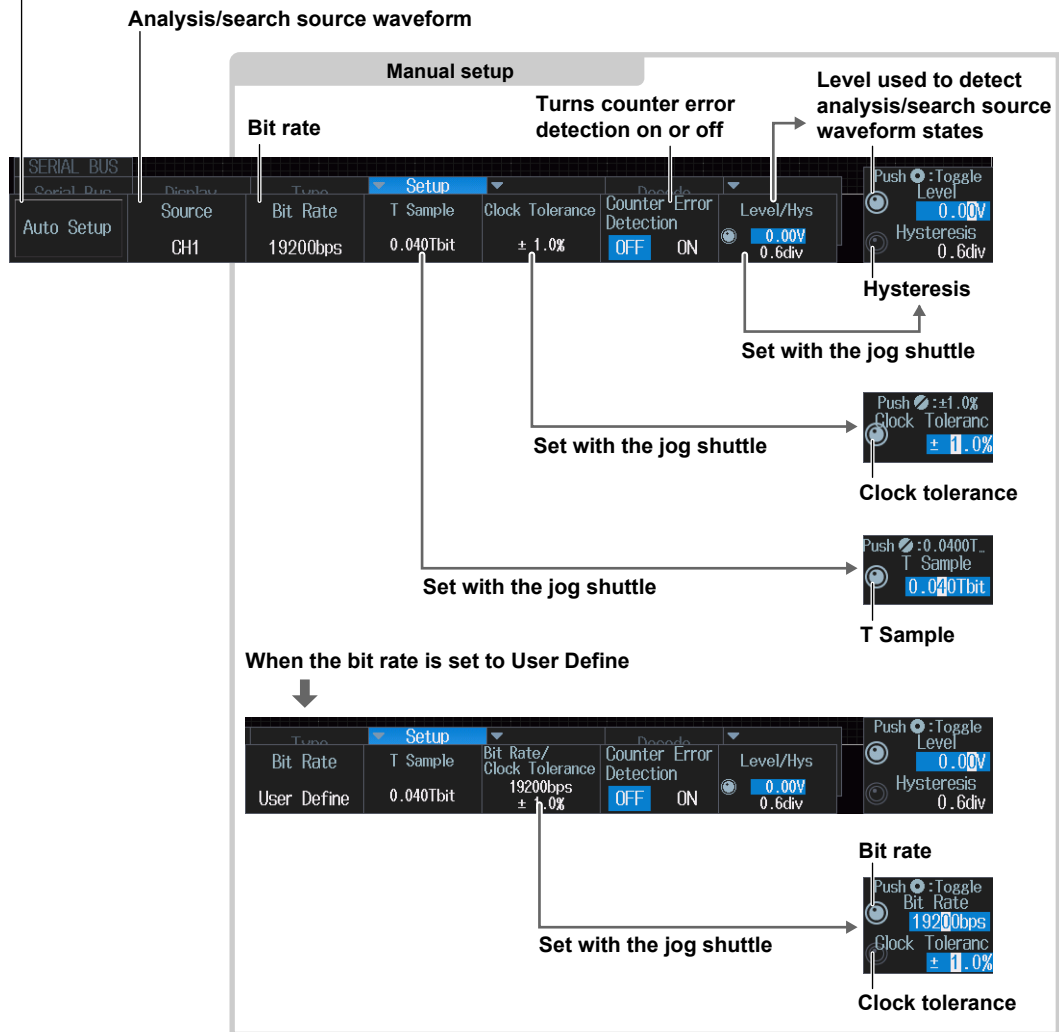 Analysis/search source waveform
Manual setup
Level used to detect
analysis/search source
waveform states
Turns counter error
detection on or off
Bit rate
SERIAL BUS
Serial Bus Display Type Setup Decode
Auto Setup
Source
CH1
Bit Rate
19200bps
T Sample
0.040Tbit
Clock Tolerance
± 1.0%
Counter Error
Detection
OFF ON
Level/Hys
0.00V
0.6div
Push :Toggle
Level
0.00V
Hysteresis
0.6div
Hysteresis
Set with the jog shuttle
Push :±1.0%
Clock Toleranc
± 1.0%
Set with the jog shuttle
Clock tolerance
Push :0.0400T_
T Sample
0.040Tbit
Set with the jog shuttle
T Sample
When the bit rate is set to User Define
Type Setup Decode
Bit Rate
User Define
T Sample
0.040Tbit
Bit Rate/
Clock Tolerance
19200bps
± 1.0%
Counter Error
Detection
OFF ON
Level/Hys
0.00V
0.6div
Push :Toggle
Level
0.00V
Hysteresis
0.6div
Bit rate
Push :Toggle
Bit Rate
19200bps
Clock Toleranc
± 1.0%
Set with the jog shuttle
Clock tolerance